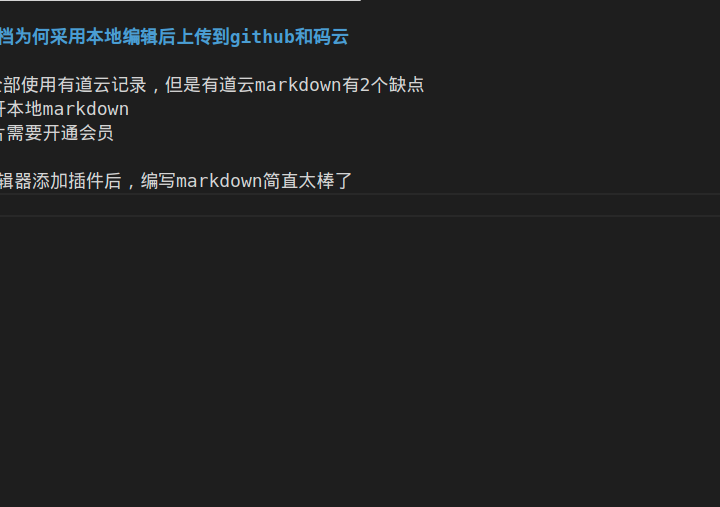 档为何采用本地编辑后上传到github和码云
部使用有道云记录，但是有道云markdown有2个缺点
本地markdown
需要开通会员
辑器添加插件后，编写markdown简直太棒了